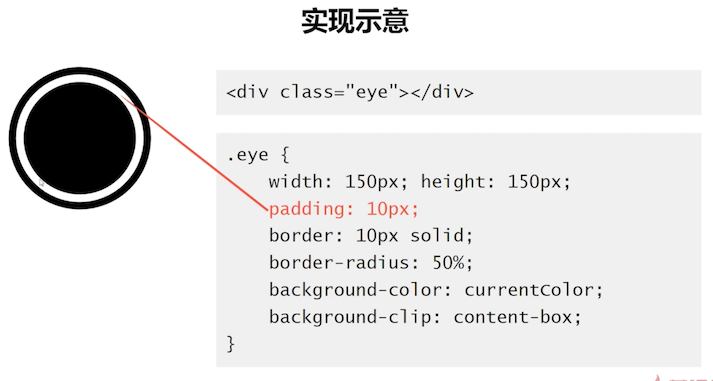 实现示意
<div class="eye"></div>
.eye {
    width: 150px; height: 150px;
    padding: 10px;
    border: 10px solid;
    border-radius: 50%;
    background-color: currentColor;
    background-clip: content-box;
}